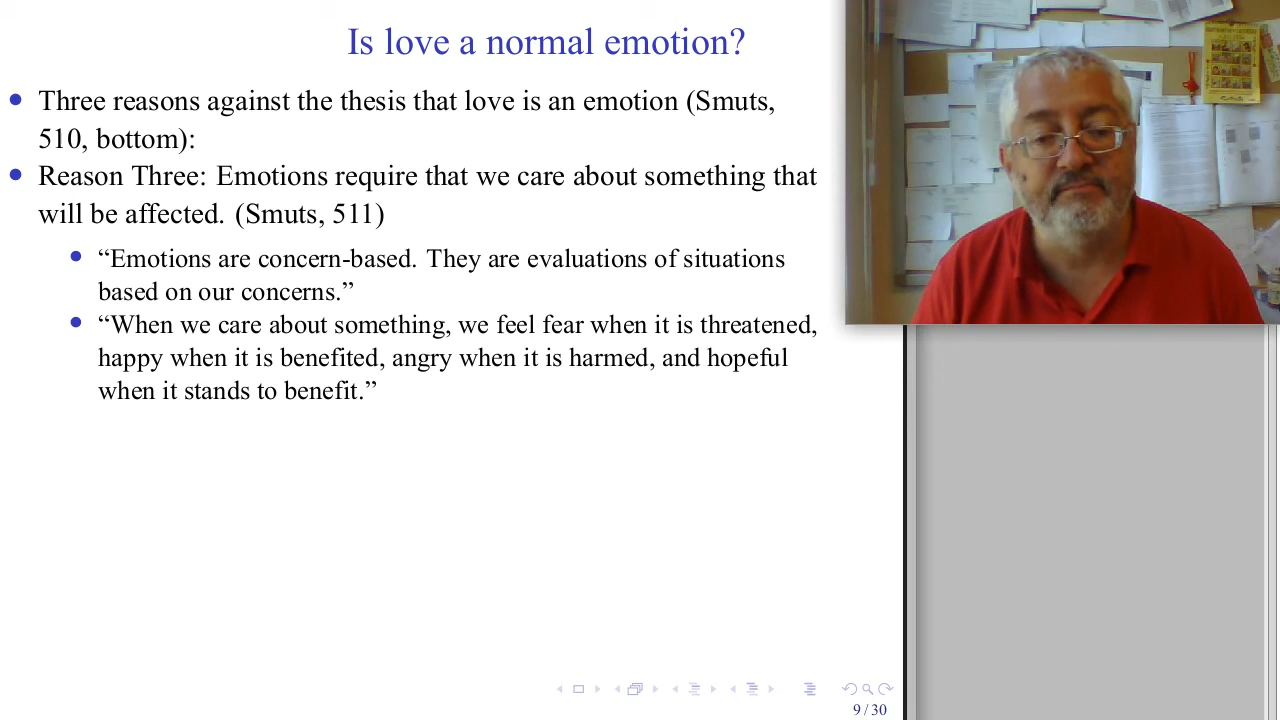 Is love a normal emotion?
Three reasons against the thesis that love is an emotion (Smuts,
510, bottom):
Reason Three: Emotions require that we care about something that
will be affected. (Smuts, 511)
“Emotions are concern-based. They are evaluations of situations
based on our concerns.”
“When we care about something, we feel fear when it is threatened,
happy when it is benefited, angry when it is harmed, and hopeful
when it stands to benefit.”
9 / 30